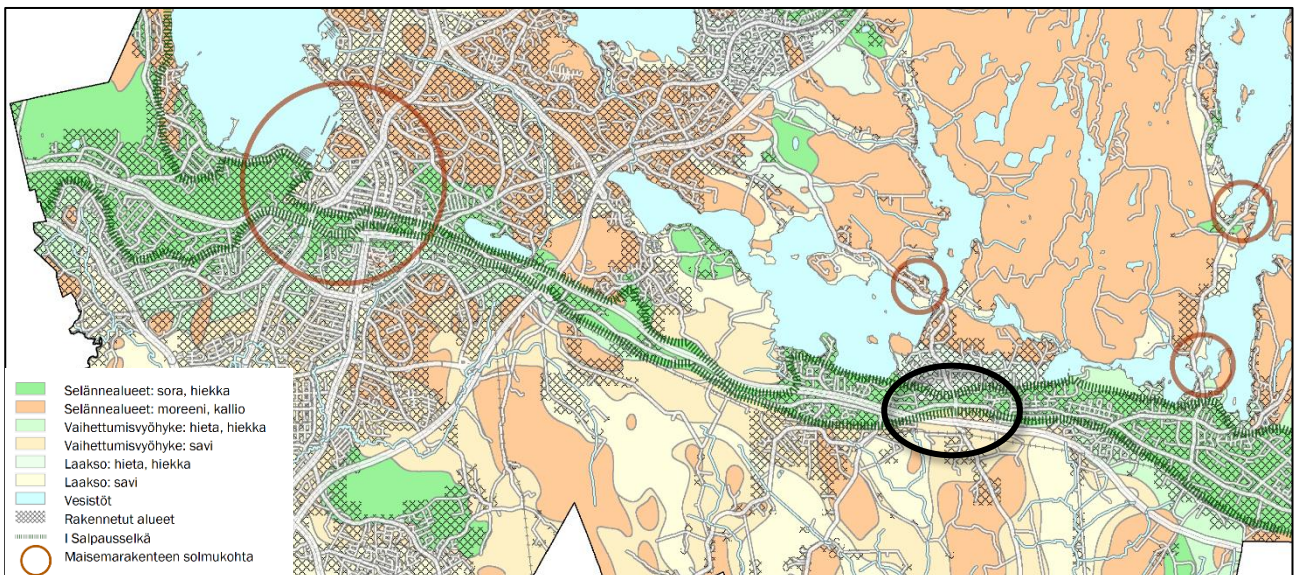 Selännealueet: sora, hiekka
Selännealueet: moreeni, kallio
Vaihettumisvyöhyke: hieta, hiekka
Vaihettumisvyöhyke: savi
Laakso: hieta, hiekka
Laakso: savi
Vesistöt
Rakennetut alueet
I Salpausselkä
Maisemarakenteen solmukohta